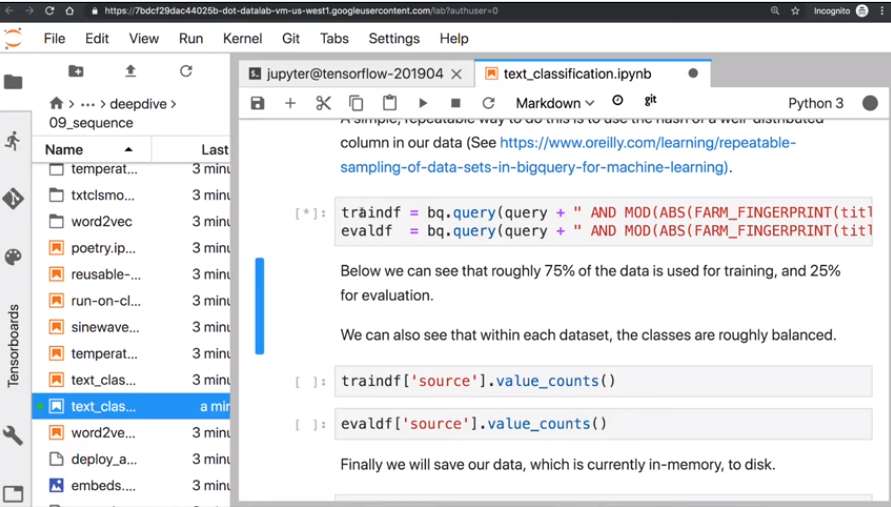 https://7bdcf29dac44025b-dot-datalab-vm-us-west1.googleusercontent.com/lab?authuser=0
Incognito
File Edit View Run Kernel Git Tabs Settings Help
jupyter@tensorflow-201904
text_classification.ipynb
Markdown
git
Python 3
> ... > deepdive >
09_sequence
Name
Last
temperat... 3 minu
txtclsmo... 3 minu
word2vec 3 minu
poetry.ip... 3 minu
reusable-... 3 minu
run-on-cl... 3 minu
sinewave... 3 minu
temperat... 3 minu
text_clas... 3 minu
text_clas... a min
word2ve... 3 minu
deploy_a... 3 minu
embeds.... 3 minu
Tensorboards
A simple, repeatable way to do this is to use the hash of a well-distributed
column in our data (See https://www.oreilly.com/learning/repeatable-
sampling-of-data-sets-in-bigquery-for-machine-learning).
[*]: traindf = bq.query(query + " AND MOD(ABS(FARM_FINGERPRINT(titl
evaldf = bq.query(query + " AND MOD(ABS(FARM_FINGERPRINT(titl
Below we can see that roughly 75% of the data is used for training, and 25%
for evaluation.
We can also see that within each dataset, the classes are roughly balanced.
[ ]: traindf['source'].value_counts()
[ ]: evaldf['source'].value_counts()
Finally we will save our data, which is currently in-memory, to disk.